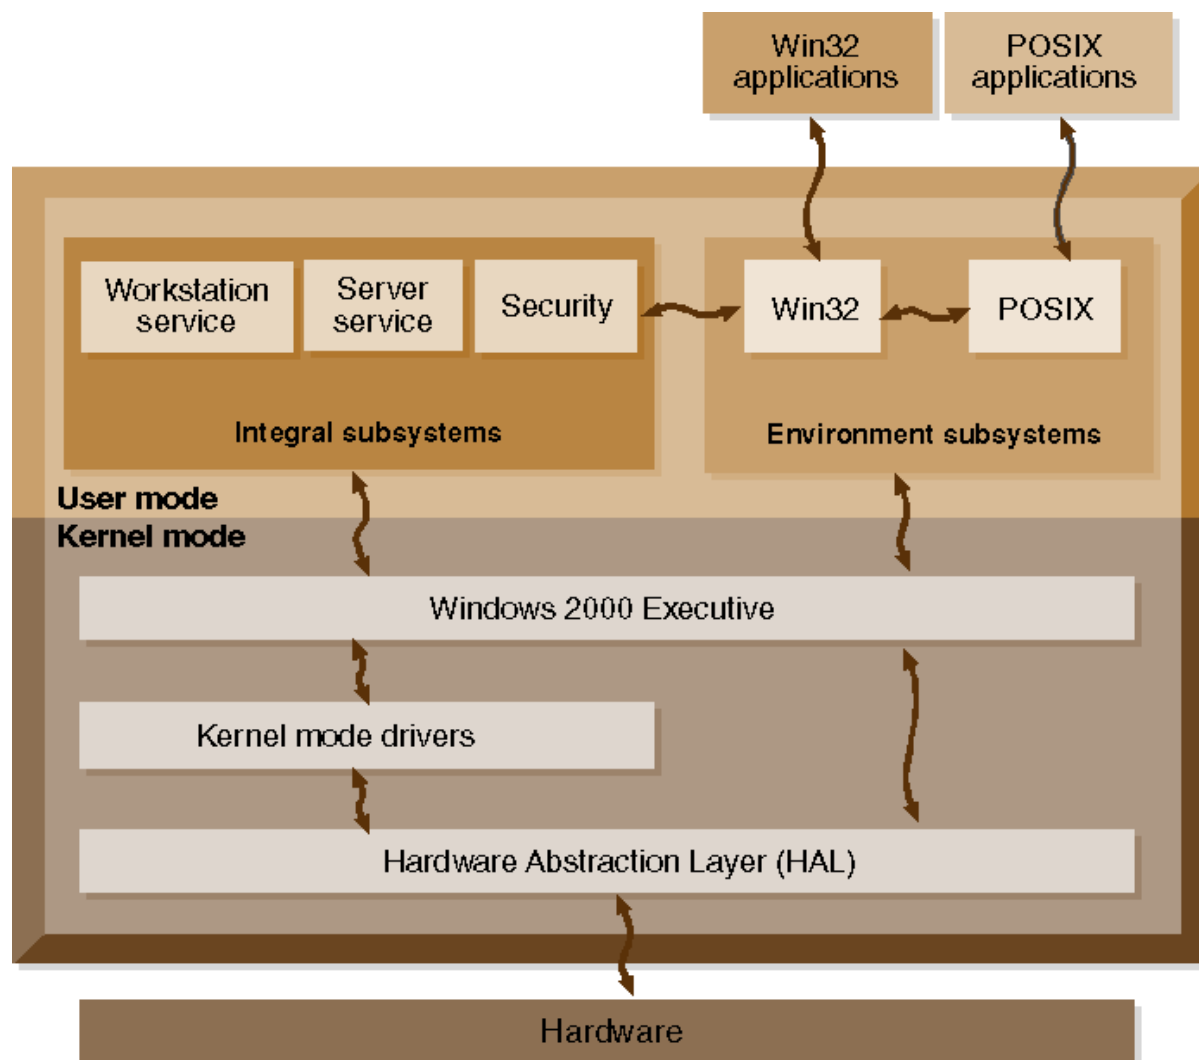 Win32
applications
POSIX
applications
Workstation
service
Server
service
Security
Win32
POSIX
Integral subsystems
Environment subsystems
User mode
Kernel mode
Windows 2000 Executive
Kernel mode drivers
Hardware Abstraction Layer (HAL)
Hardware